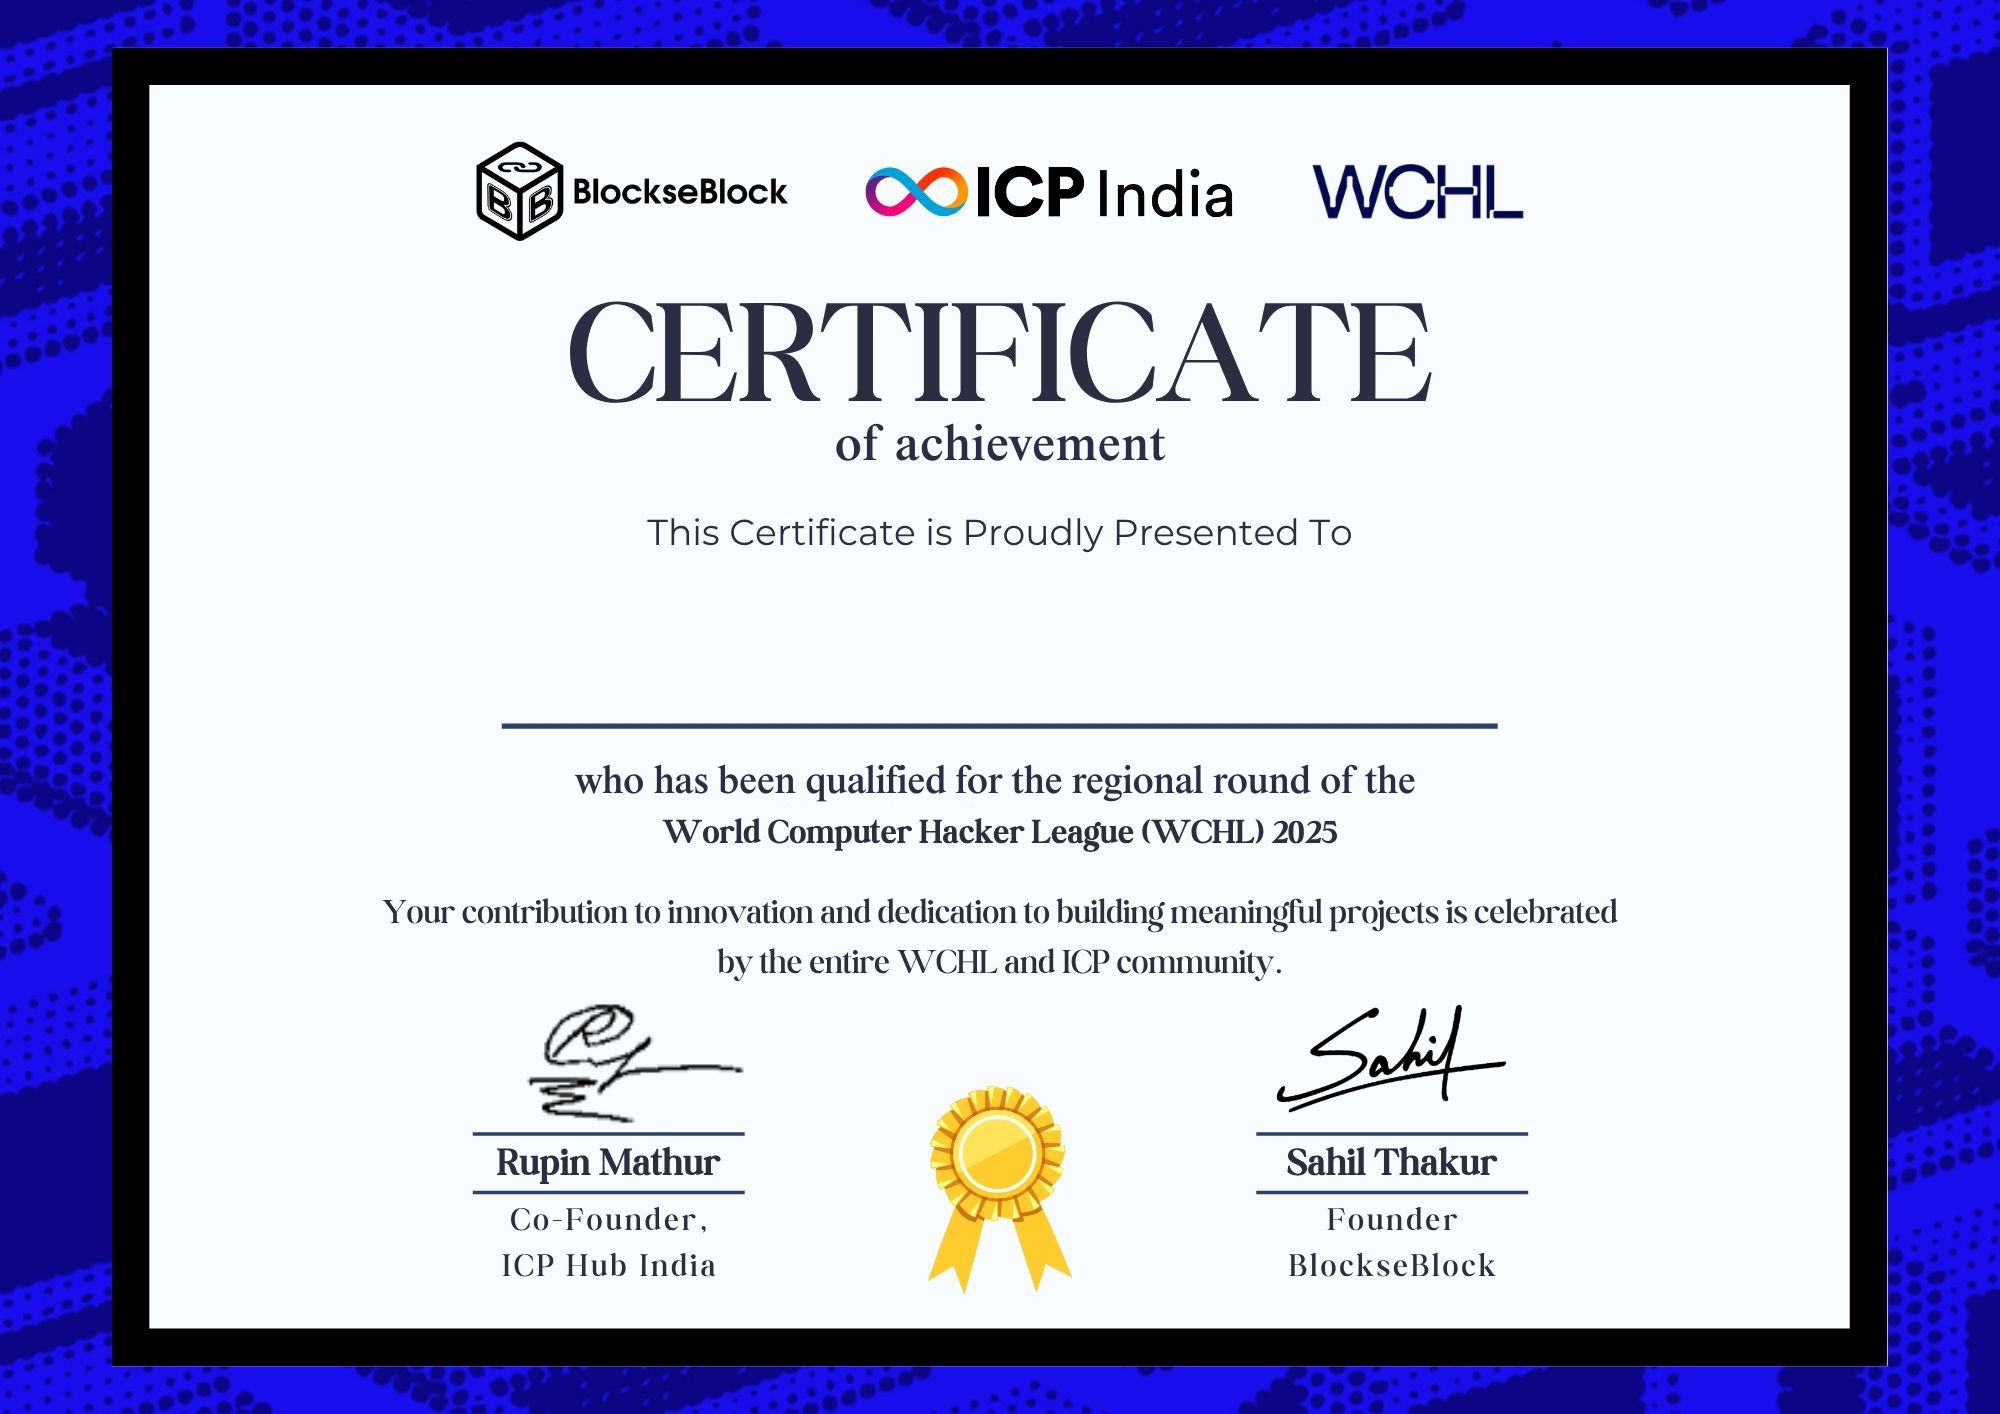 BlockseBlock
ICP India
WCHL
CERTIFICATE
of achievement
This Certificate is Proudly Presented To
who has been qualified for the regional round of the
World Computer Hacker League (WCHL) 2025
Your contribution to innovation and dedication to building meaningful projects is celebrated
by the entire WCHL and ICP community.
Sahil
Rupin Mathur
Co-Founder,
ICP Hub India
Sahil Thakur
Founder
BlockseBlock